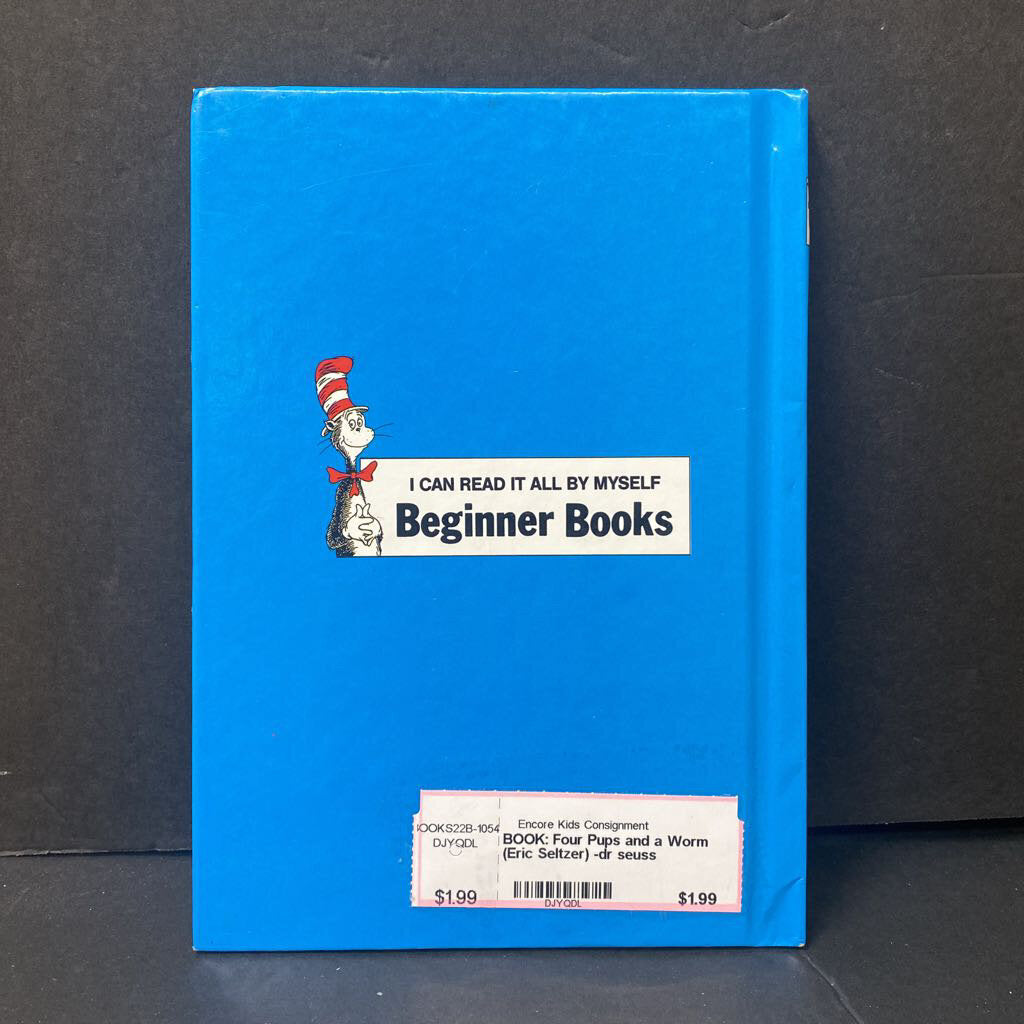 I CAN READ IT ALL BY MYSELF
Beginner Books
OOKS22B-1054
DJYQDL
$1.99
Encore Kids Consignment
BOOK: Four Pups and a Worm
(Eric Seltzer) -dr seuss
DJYQDL
$1.99